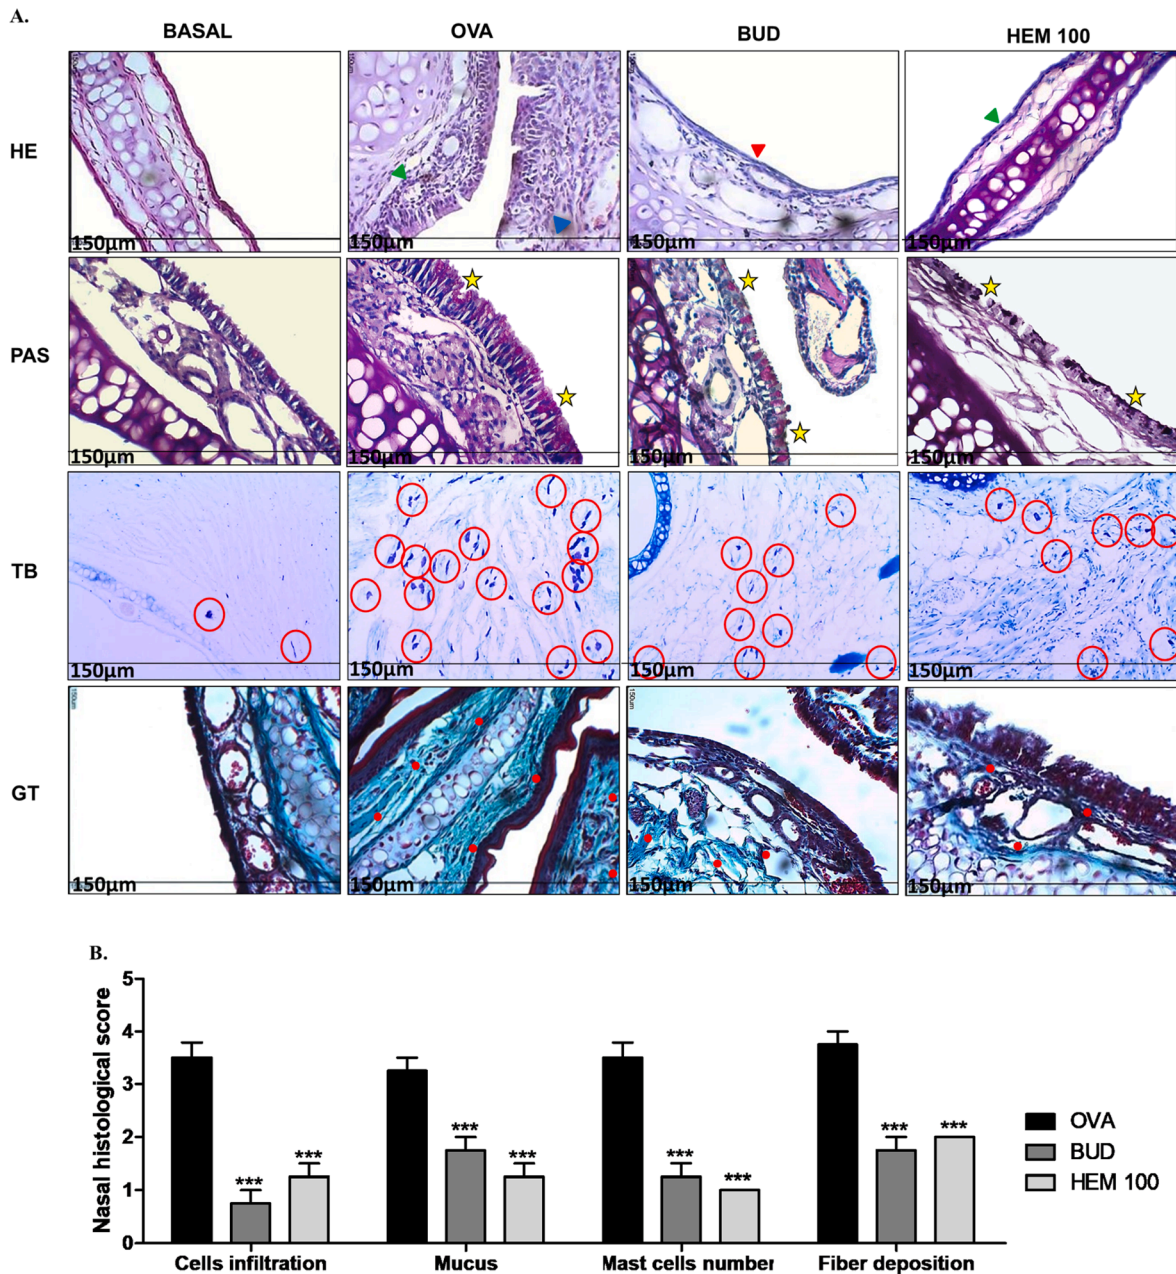 A.
BASAL OVA BUD HEM 100
HE
150µm 150µm 150µm 150µm
PAS
150µm 150µm 150µm 150µm
TB
150µm 150µm 150µm 150µm
GT
150µm 150µm 150µm 150µm
B.
Nasal histological score
5
4
3
2
1
0
*** *** *** *** *** *** *** ***
OVA
BUD
HEM 100
Cells infiltration Mucus Mast cells number Fiber deposition